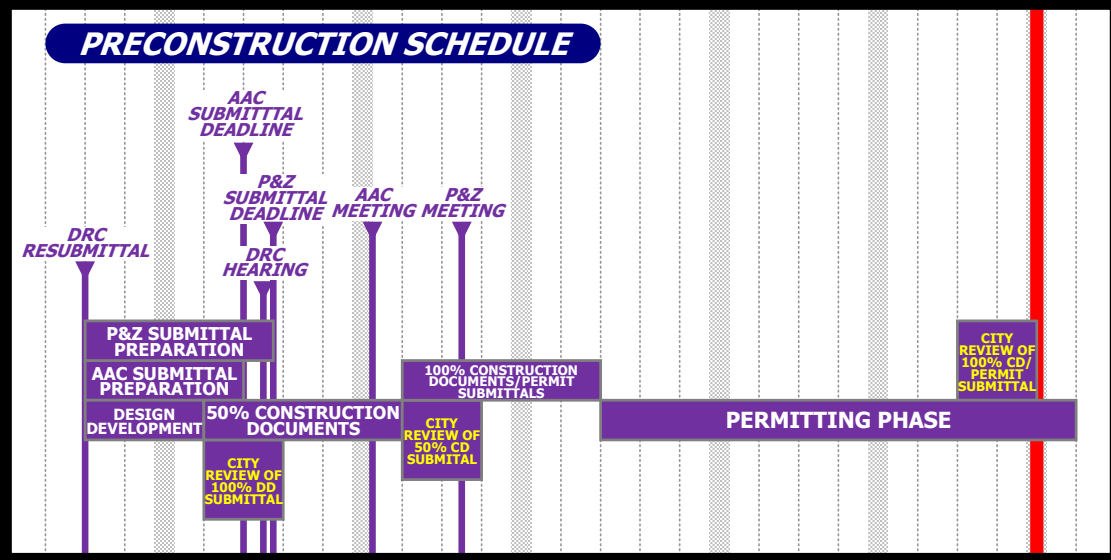 PRECONSTRUCTION SCHEDULE
AAC
SUBMITTTAL
DEADLINE
P&Z
SUBMITTAL
DEADLINE
AAC
MEETING
P&Z
MEETING
DRC
RESUBMITTAL
DRC
HEARING
P&Z SUBMITTAL
PREPARATION
AAC SUBMITTAL
PREPARATION
DESIGN
DEVELOPMENT
50% CONSTRUCTION
DOCUMENTS
CITY
REVIEW OF
100% DD
SUBMITTAL
100% CONSTRUCTION
DOCUMENTS/PERMIT
SUBMITTALS
CITY
REVIEW OF
50% CD
SUBMITAL
PERMITTING PHASE
CITY
REVIEW OF
100% CD/
PERMIT
SUBMITTAL